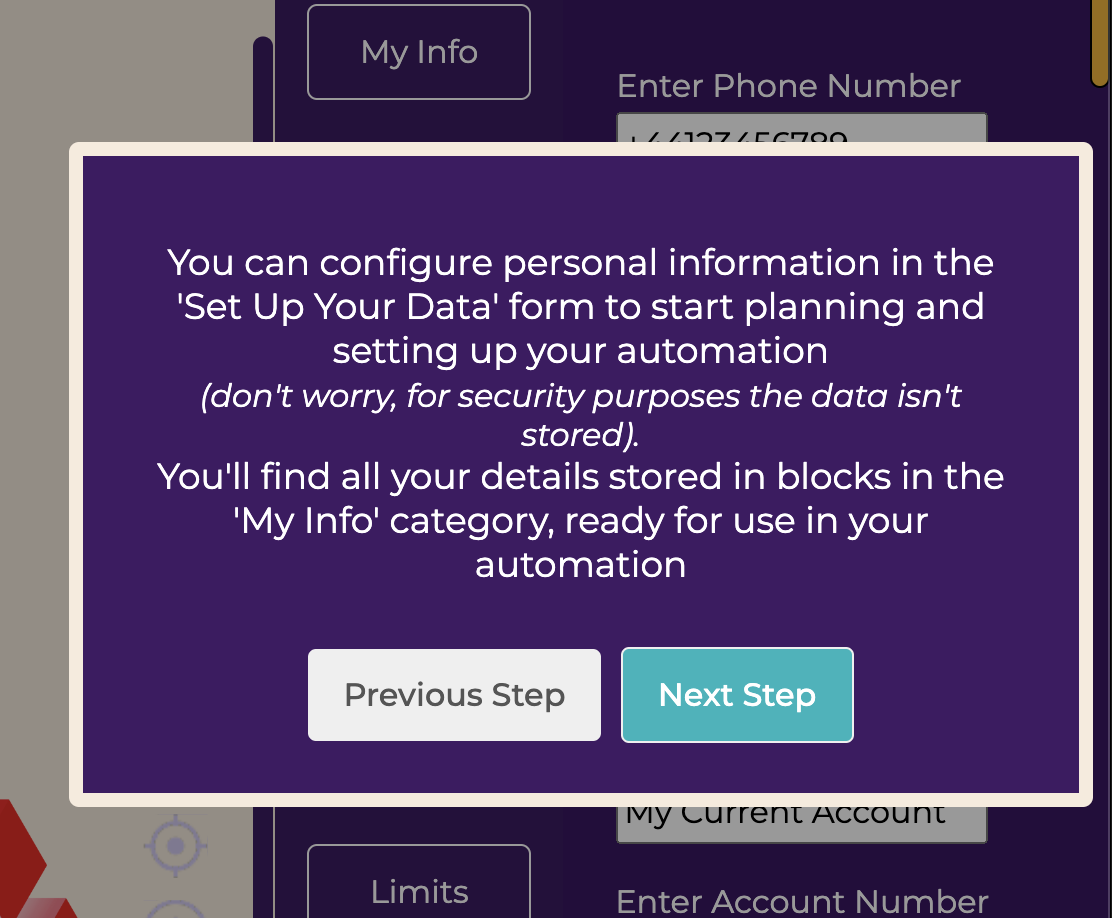 My Info
Enter Phone Number
+44123456789
You can configure personal information in the
'Set Up Your Data' form to start planning and
setting up your automation
(don't worry, for security purposes the data isn't
stored).
You'll find all your details stored in blocks in the
'My Info' category, ready for use in your
automation
Previous Step
Next Step
My Current Account
Limits
Enter Account Number